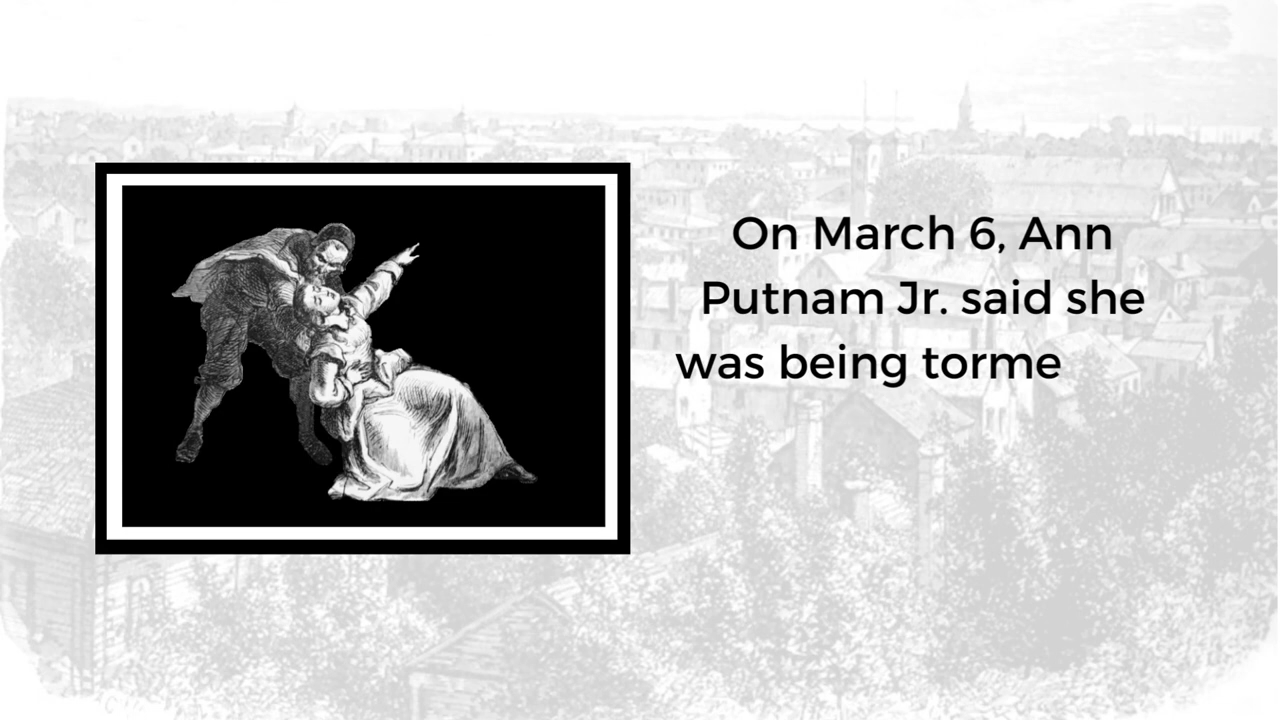 On March 6, Ann
Putnam Jr. said she
was being torme